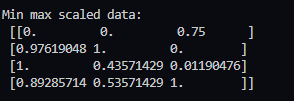 Min max scaled data:
[[0. 0. 0.75 ]
[0.97619048 1. 0. ]
[1. 0.43571429 0.01190476]
[0.89285714 0.53571429 1. ]]